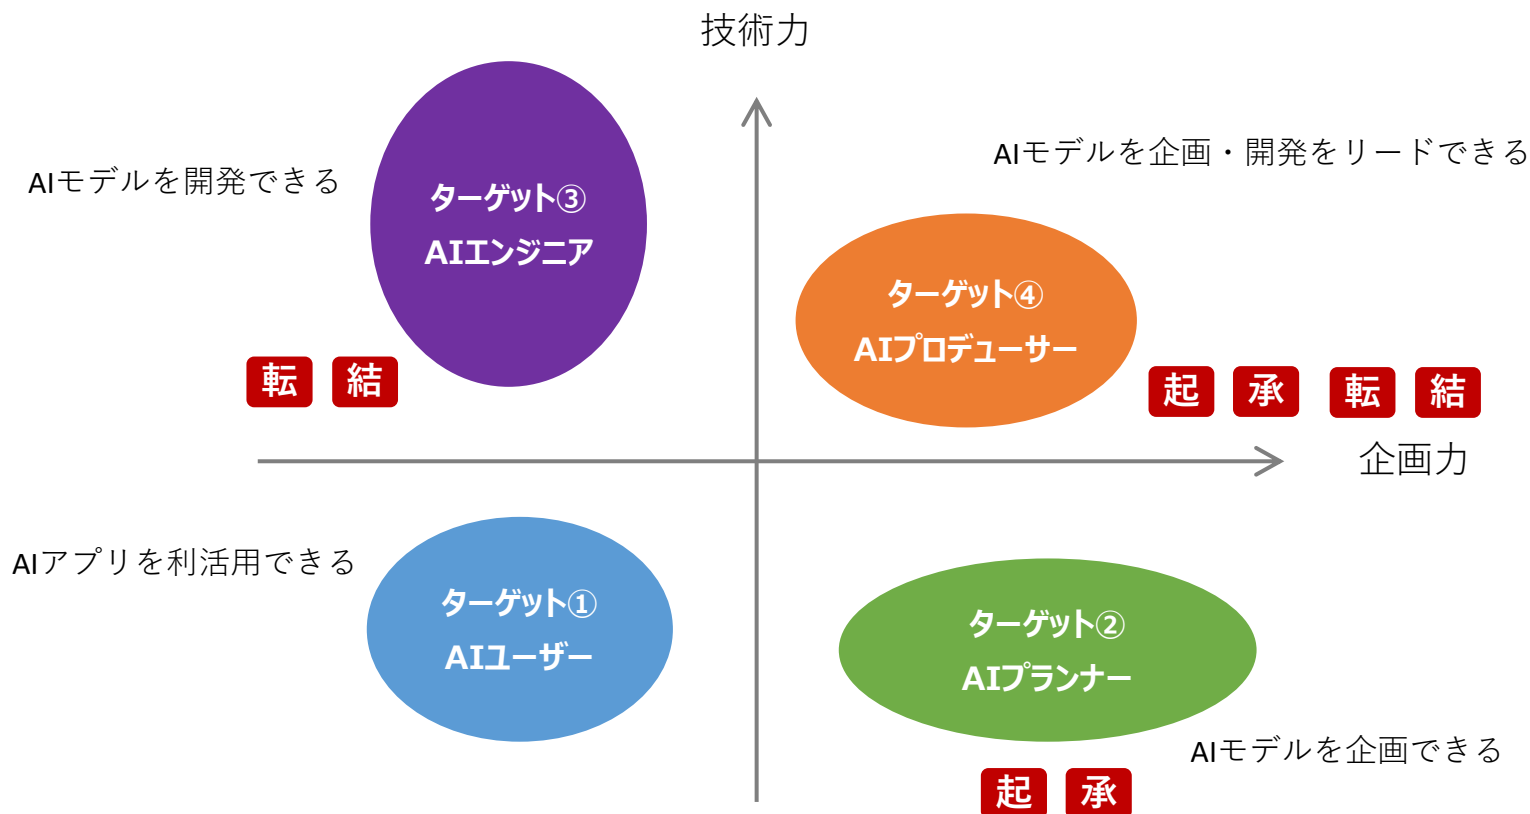 技術力
AIモデルを開発できる
ターゲット③
AIエンジニア
転 結
AIモデルを企画・開発をリードできる
ターゲット④
AIプロデューサー
起 承 転 結
企画力
AIアプリを利活用できる
ターゲット①
AIユーザー
ターゲット②
AIプランナー
AIモデルを企画できる
起 承